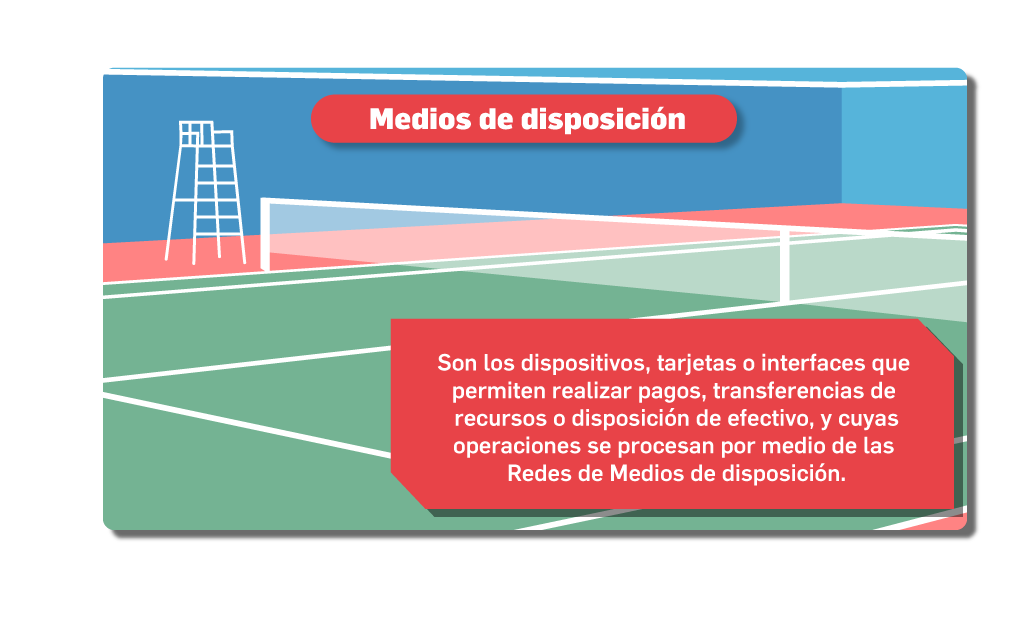 Medios de disposición
Son los dispositivos, tarjetas o interfaces que
permiten realizar pagos, transferencias de
recursos o disposición de efectivo, y cuyas
operaciones se procesan por medio de las
Redes de Medios de disposición.